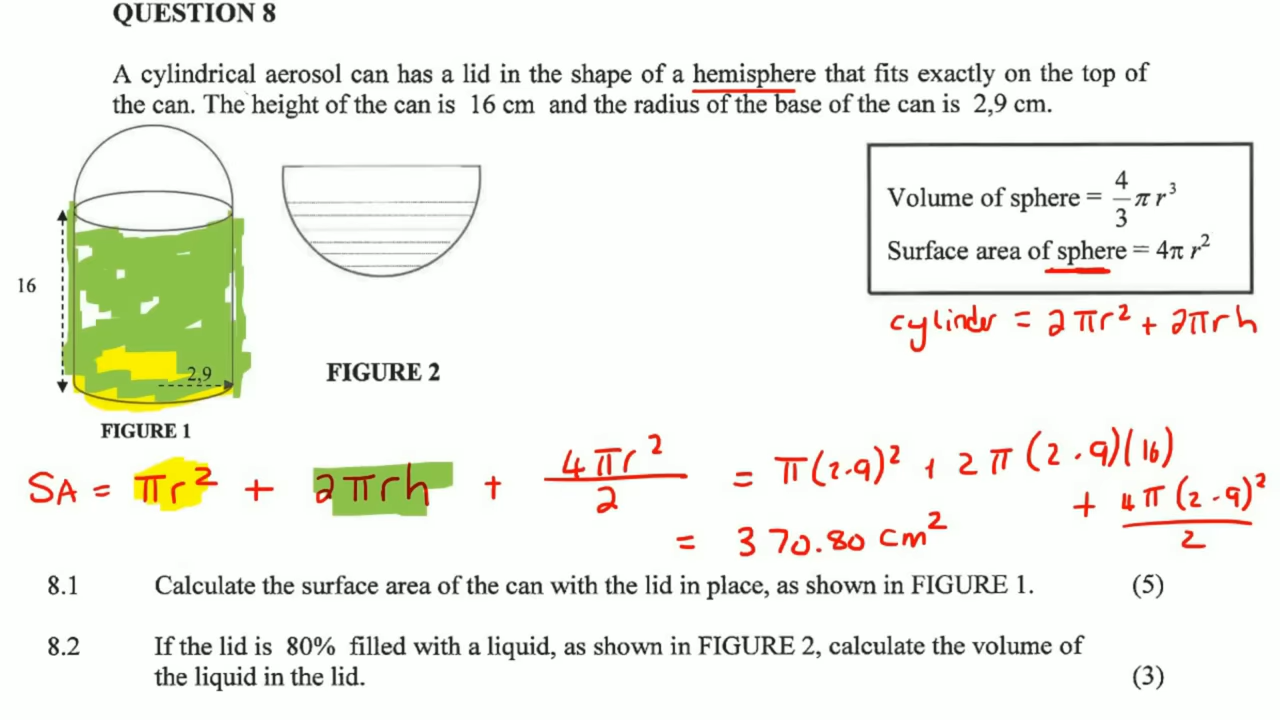 QUESTION 8
A cylindrical aerosol can has a lid in the shape of a hemisphere that fits exactly on the top of
the can. The height of the can is 16 cm and the radius of the base of the can is 2,9 cm.
Volume of sphere = 4/3 π r³
Surface area of sphere = 4π r²
cylinder = 2πr² + 2πrh
16
2,9
FIGURE 1
FIGURE 2
SA = πr² + 2πrh + 4πr²/2 = π(2.9)² + 2π(2.9)(16)
+ 4π(2.9)²/2
= 370.80 cm²
8.1 Calculate the surface area of the can with the lid in place, as shown in FIGURE 1. (5)
8.2 If the lid is 80% filled with a liquid, as shown in FIGURE 2, calculate the volume of
the liquid in the lid. (3)